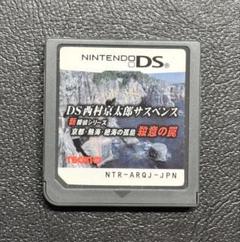 NINTENDO DS
DS西村京太郎サスペンス
新探偵シリーズ
京都・熱海・絶海の孤島 殺意の罠
TECMO
NTR-ARQJ-JPN